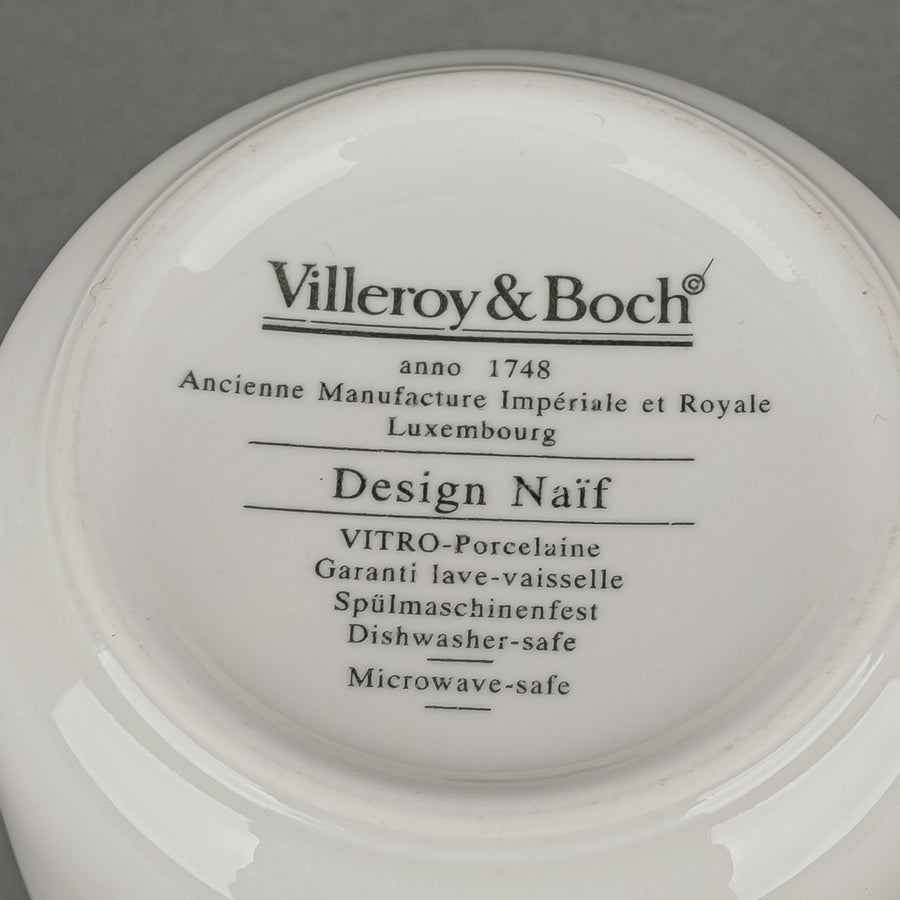 Villeroy & Boch©
anno 1748
Ancienne Manufacture Impériale et Royale
Luxembourg
Design Naïf
VITRO-Porcelaine
Garanti lave-vaisselle
Spülmaschinenfest
Dishwasher-safe
Microwave-safe